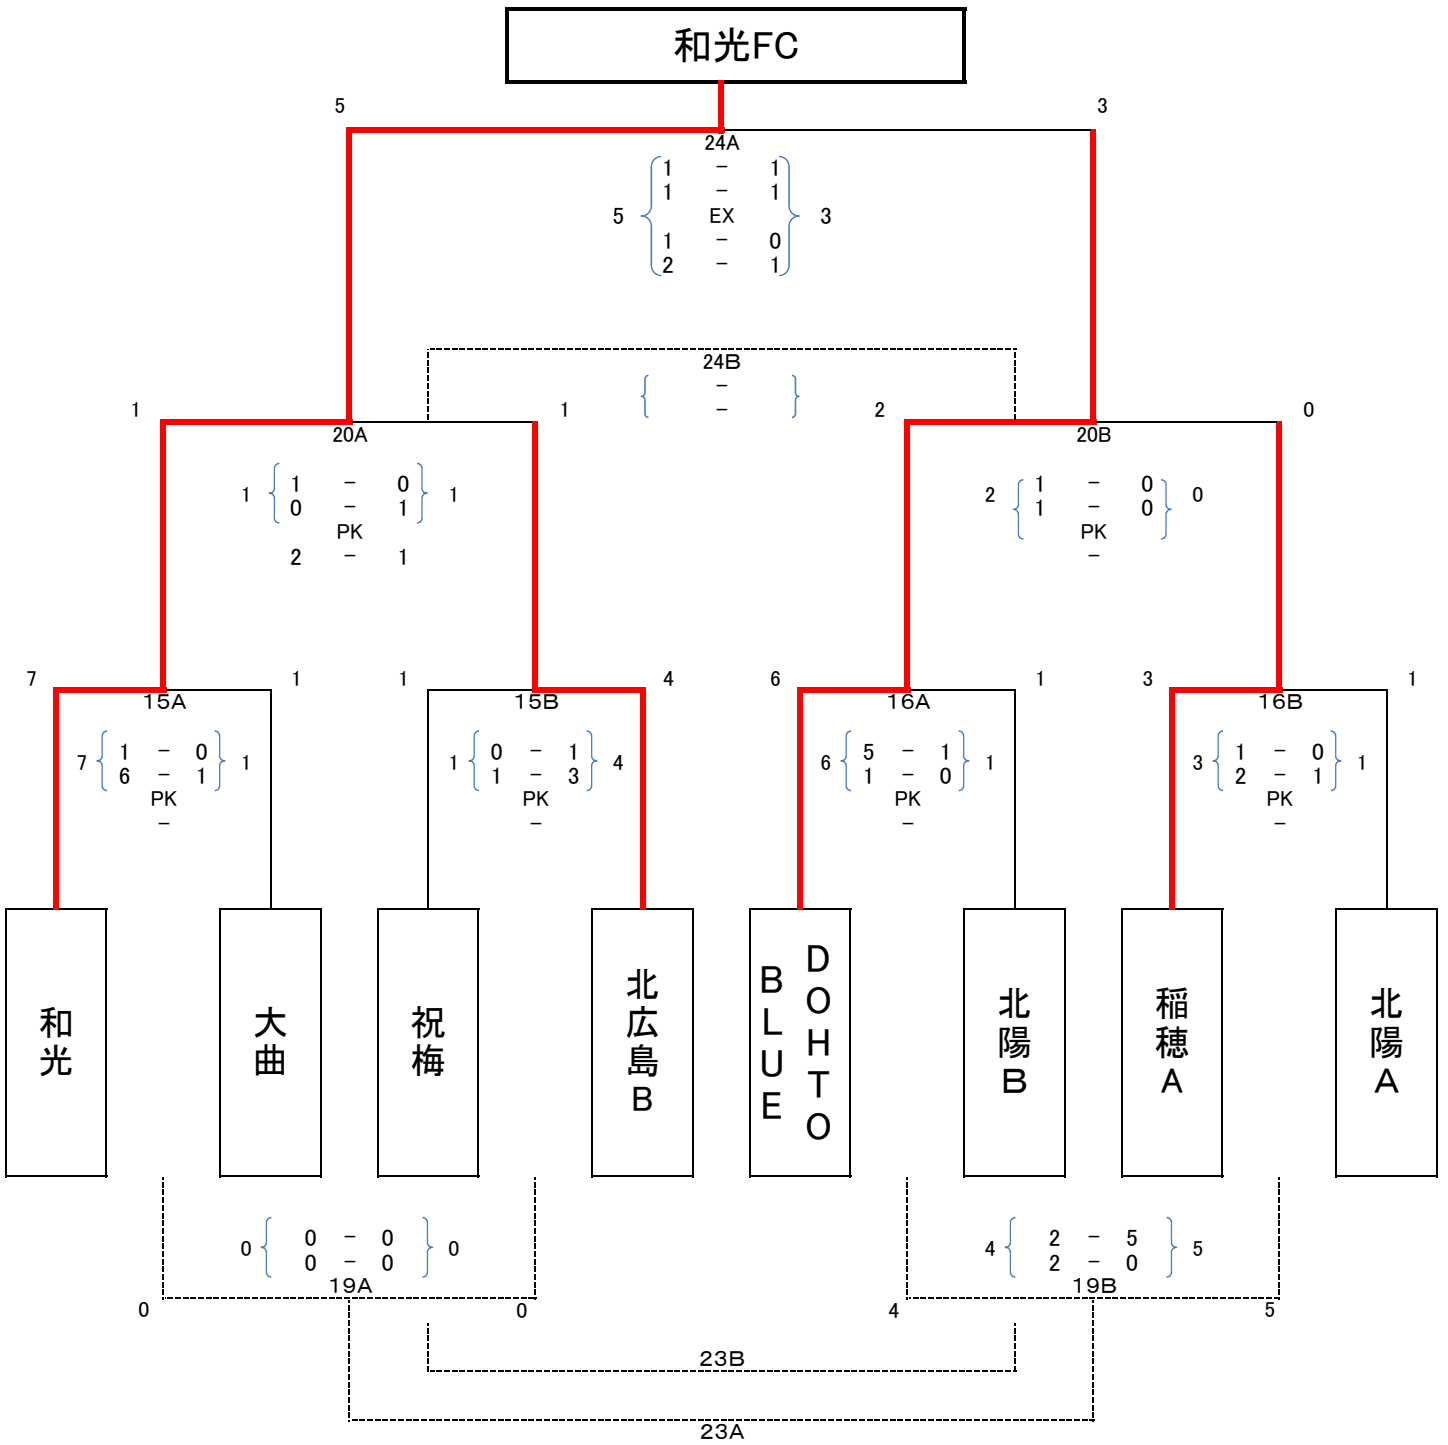 和光FC
5 3
24A
1 - 1
1 - 1
5 EX 3
1 - 0
2 - 1
24B
-
-
1 1 2 0
20A 20B
1 - 0 1 - 0
1 1 2 0
0 - 1 1 - 0
PK PK
2 - 1 -
7 1 1 4 6 1 3 1
15A 15B 16A 16B
1 - 0 0 - 1 5 - 1 1 - 0
7 1 1 4 6 1 3 1
6 - 1 1 - 3 1 - 0 2 - 1
PK PK PK PK
- - - -
和光
大曲
祝梅
北広島B
DOHTO
BLUE
北陽B
稲穂A
北陽A
0 - 0 2 - 5
0 0 4 5
0 - 0 2 - 0
19A 19B
0 0 4 5
23B
23A